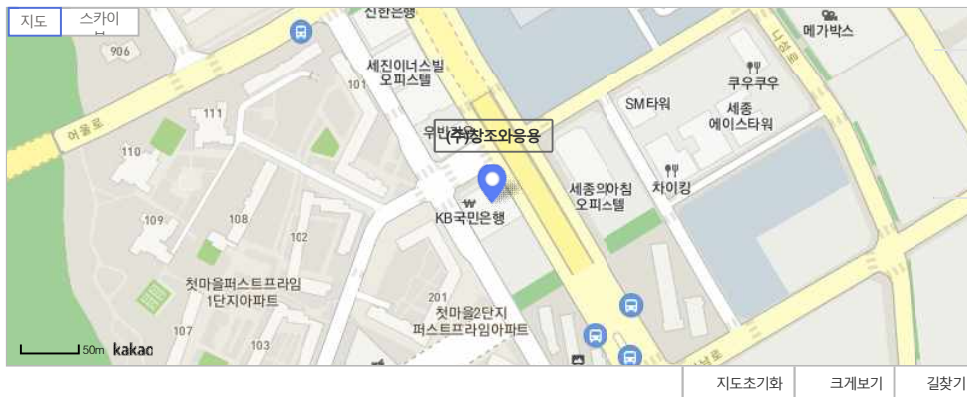 지도
스카이
906
신한은행
메가박스
나성로
세진이너스빌
오피스텔
101
쿠우쿠우
SM타워
세종
에이스타워
111
어울로
(주)창조와응용
110
차이킹
세종의아침
오피스텔
KB국민은행
109
108
102
첫마을퍼스트프라임
1단지아파트
201
첫마을2단지
퍼스트프라임아파트
107
103
50m kakao
지도초기화
크게보기
길찾기